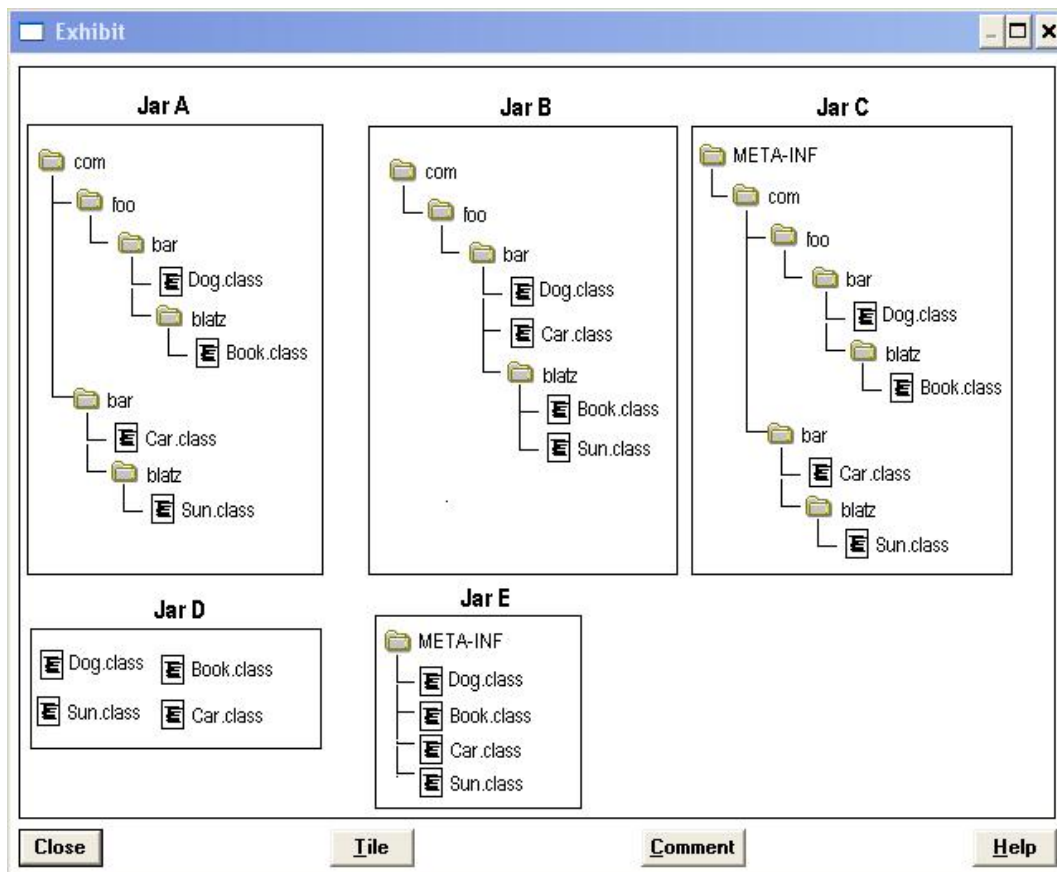 Exhibit
Jar A
com
foo
bar
Dog.class
blatz
Book.class
bar
Car.class
blatz
Sun.class
Jar B
com
foo
bar
Dog.class
Car.class
blatz
Book.class
Sun.class
Jar C
META-INF
com
foo
bar
Dog.class
blatz
Book.class
bar
Car.class
blatz
Sun.class
Jar D
Dog.class Book.class
Sun.class Car.class
Jar E
META-INF
Dog.class
Book.class
Car.class
Sun.class
Close Tile Comment Help